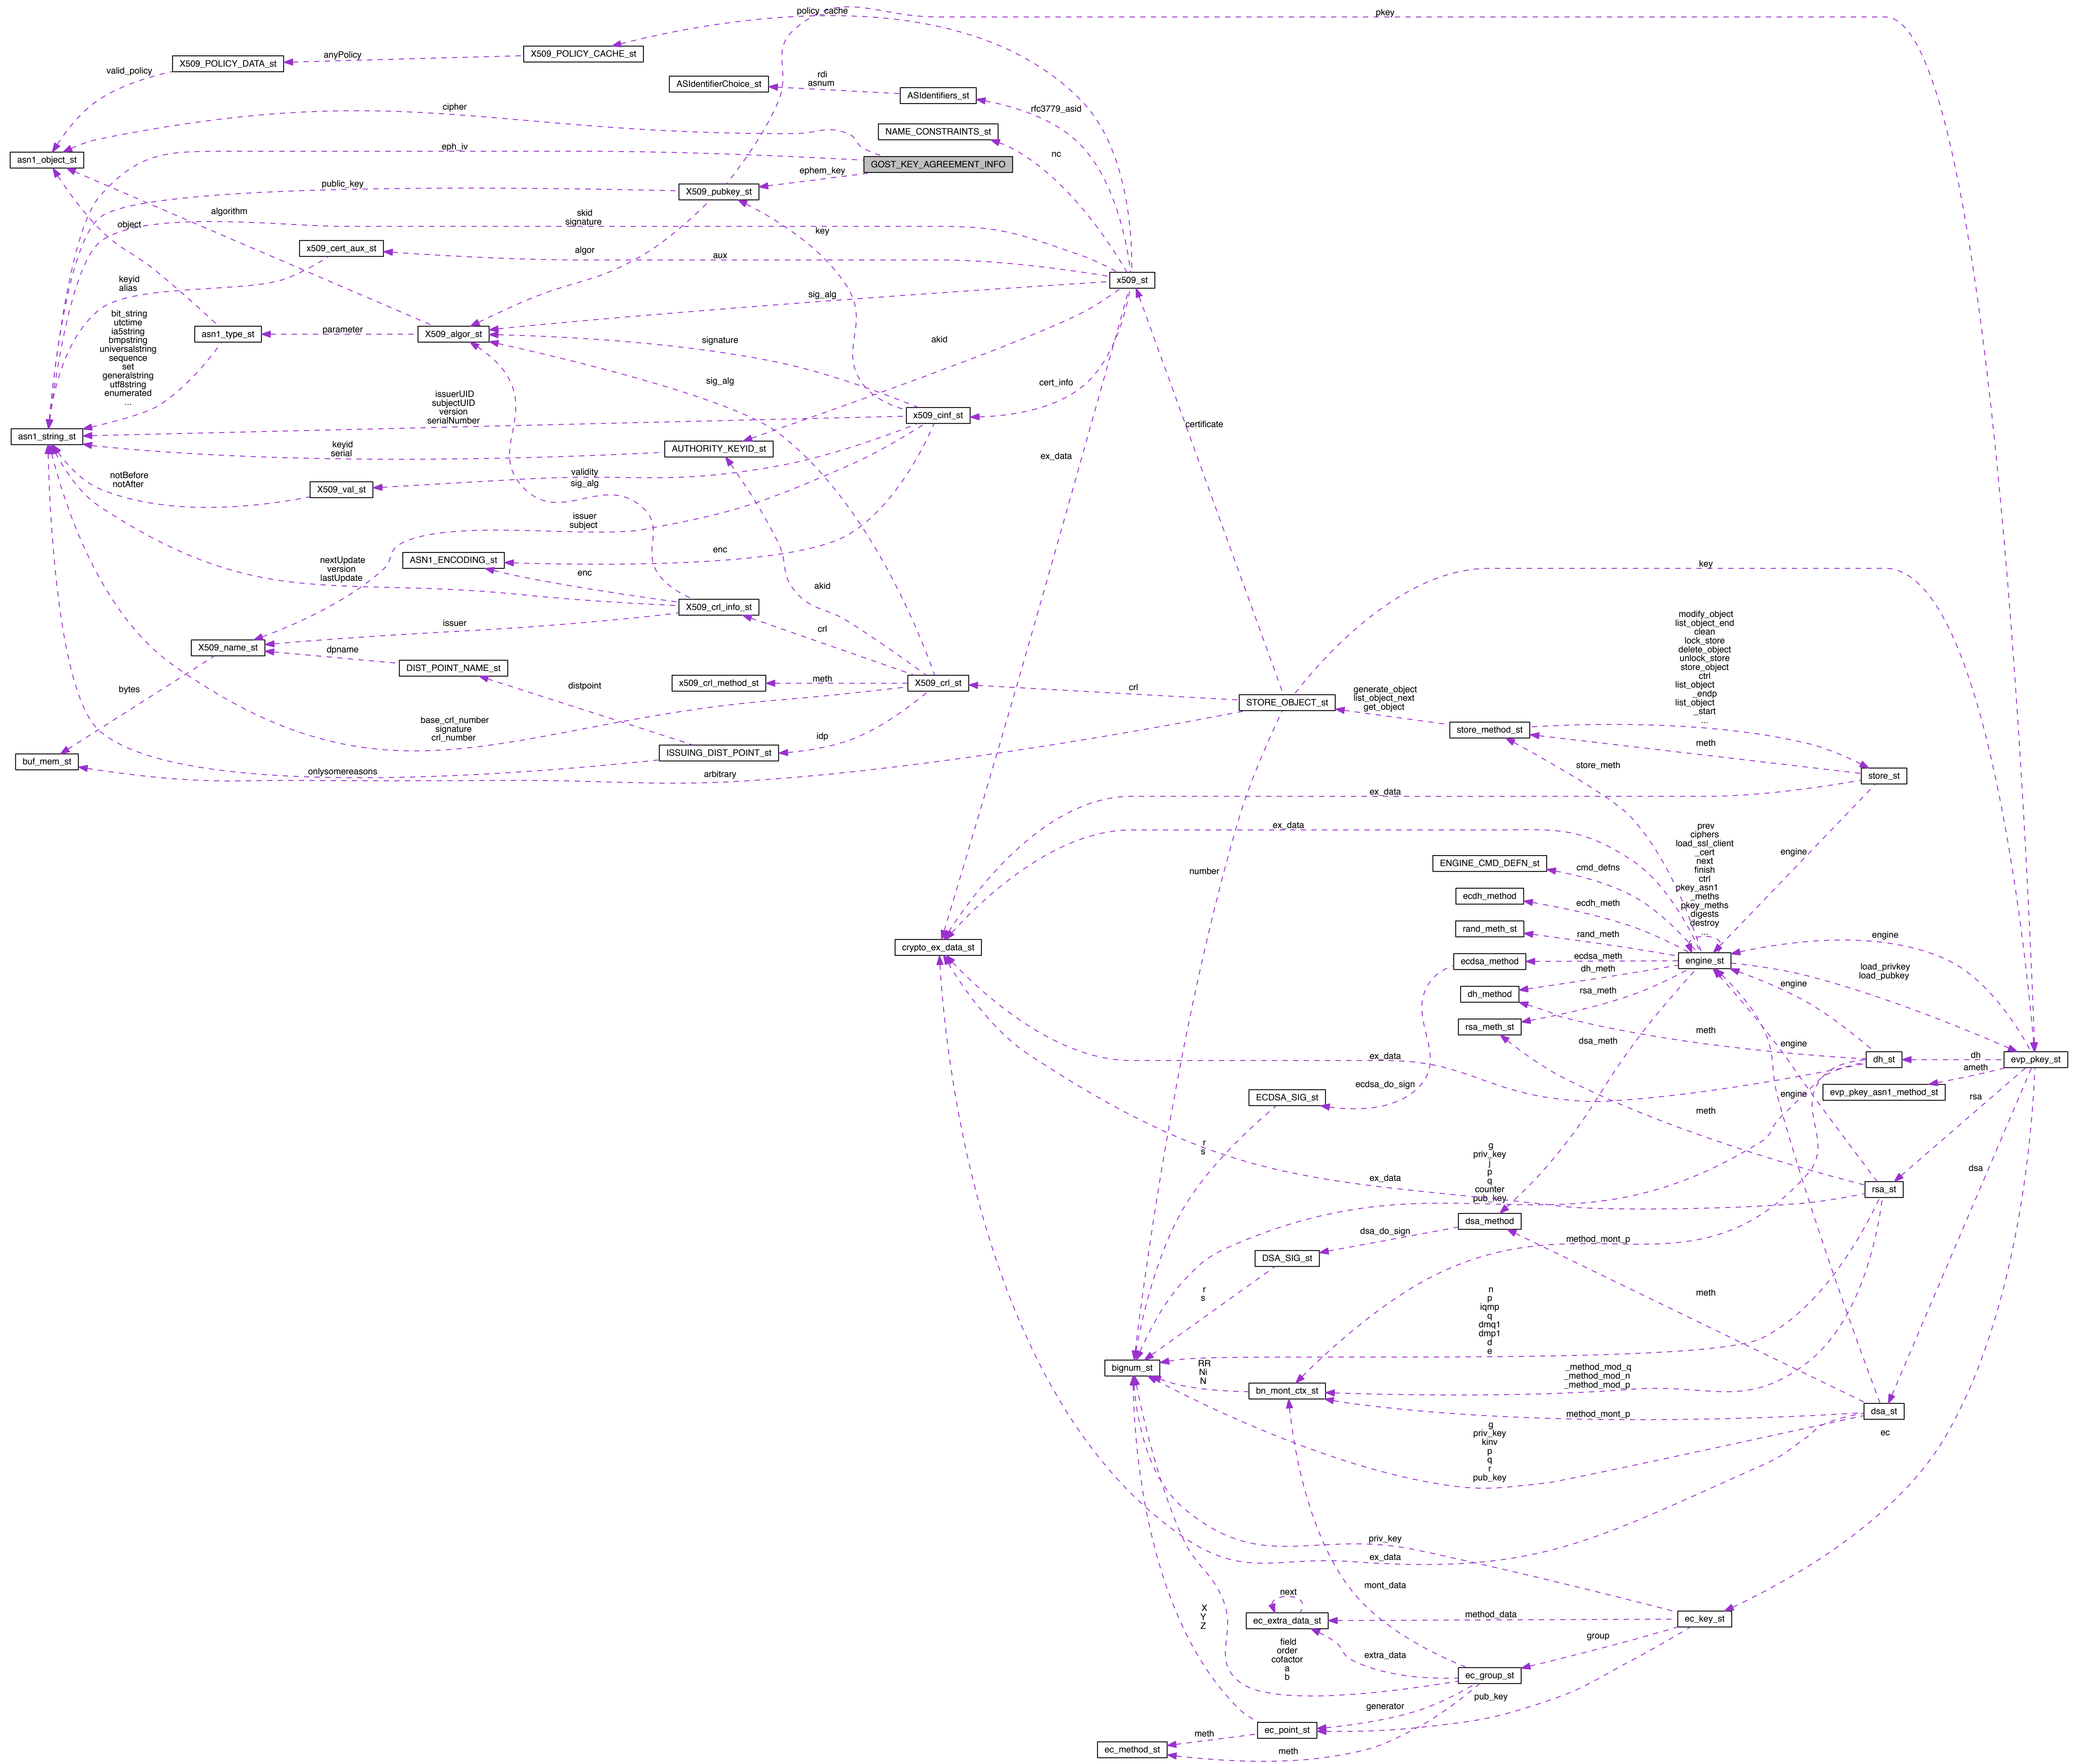 policy_cache
pkey
X509_POLICY_CACHE_st
anyPolicy
X509_POLICY_DATA_st
valid_policy
ASIdentifierChoice_st
rdi
asnum
ASIdentifiers_st
rfc3779_asid
cipher
NAME_CONSTRAINTS_st
nc
asn1_object_st
eph_iv
GOST_KEY_AGREEMENT_INFO
ephem_key
public_key
X509_pubkey_st
algorithm
skid
signature
object
key
x509_cert_aux_st
algor
aux
x509_st
keyid
alias
sig_alg
bit_string
utctime
ia5string
bmpstring
universalstring
sequence
set
generalstring
utf8string
enumerated
...
asn1_type_st
parameter
X509_algor_st
signature
akid
sig_alg
cert_info
issuerUID
subjectUID
version
serialNumber
x509_cinf_st
certificate
asn1_string_st
keyid
serial
AUTHORITY_KEYID_st
ex_data
notBefore
notAfter
X509_val_st
validity
sig_alg
issuer
subject
nextUpdate
version
lastUpdate
ASN1_ENCODING_st
enc
enc
key
akid
X509_crl_info_st
issuer
crl
X509_name_st
dpname
DIST_POINT_NAME_st
distpoint
bytes
x509_crl_method_st
meth
X509_crl_st
crl
STORE_OBJECT_st
generate_object
list_object_next
get_object
modify_object
list_object_end
clean
lock_store
delete_object
unlock_store
store_object
ctrl
list_object
_endp
list_object
_start
...
store_method_st
meth
base_crl_number
signature
crl_number
idp
ISSUING_DIST_POINT_st
buf_mem_st
onlysomereasons
arbitrary
store_meth
store_st
ex_data
ex_data
prev
ciphers
load_ssl_client
_cert
next
finish
ctrl
pkey_asn1
_meths
pkey_meths
digests
destroy
...
engine
number
ENGINE_CMD_DEFN_st
cmd_defns
ecdh_method
ecdh_meth
rand_meth_st
rand_meth
crypto_ex_data_st
ecdsa_method
ecdsa_meth
engine_st
engine
load_privkey
load_pubkey
dh_meth
dh_method
rsa_meth
engine
rsa_meth_st
meth
dsa_meth
engine
ex_data
dh_st
dh
evp_pkey_st
ameth
evp_pkey_asn1_method_st
ecdsa_do_sign
ECDSA_SIG_st
engine
rsa
meth
r
s
g
priv_key
j
p
q
counter
pub_key
ex_data
dsa
rsa_st
dsa_method
dsa_do_sign
DSA_SIG_st
method_mont_p
r
s
n
p
iqmp
q
dmq1
dmp1
d
e
meth
bignum_st
RR
Ni
N
bn_mont_ctx_st
_method_mod_q
_method_mod_n
_method_mod_p
method_mont_p
dsa_st
g
priv_key
kinv
p
q
r
pub_key
ec
priv_key
ex_data
mont_data
next
ec_extra_data_st
method_data
ec_key_st
X
Y
Z
group
field
order
cofactor
a
b
extra_data
ec_group_st
pub_key
generator
ec_point_st
meth
ec_method_st
meth